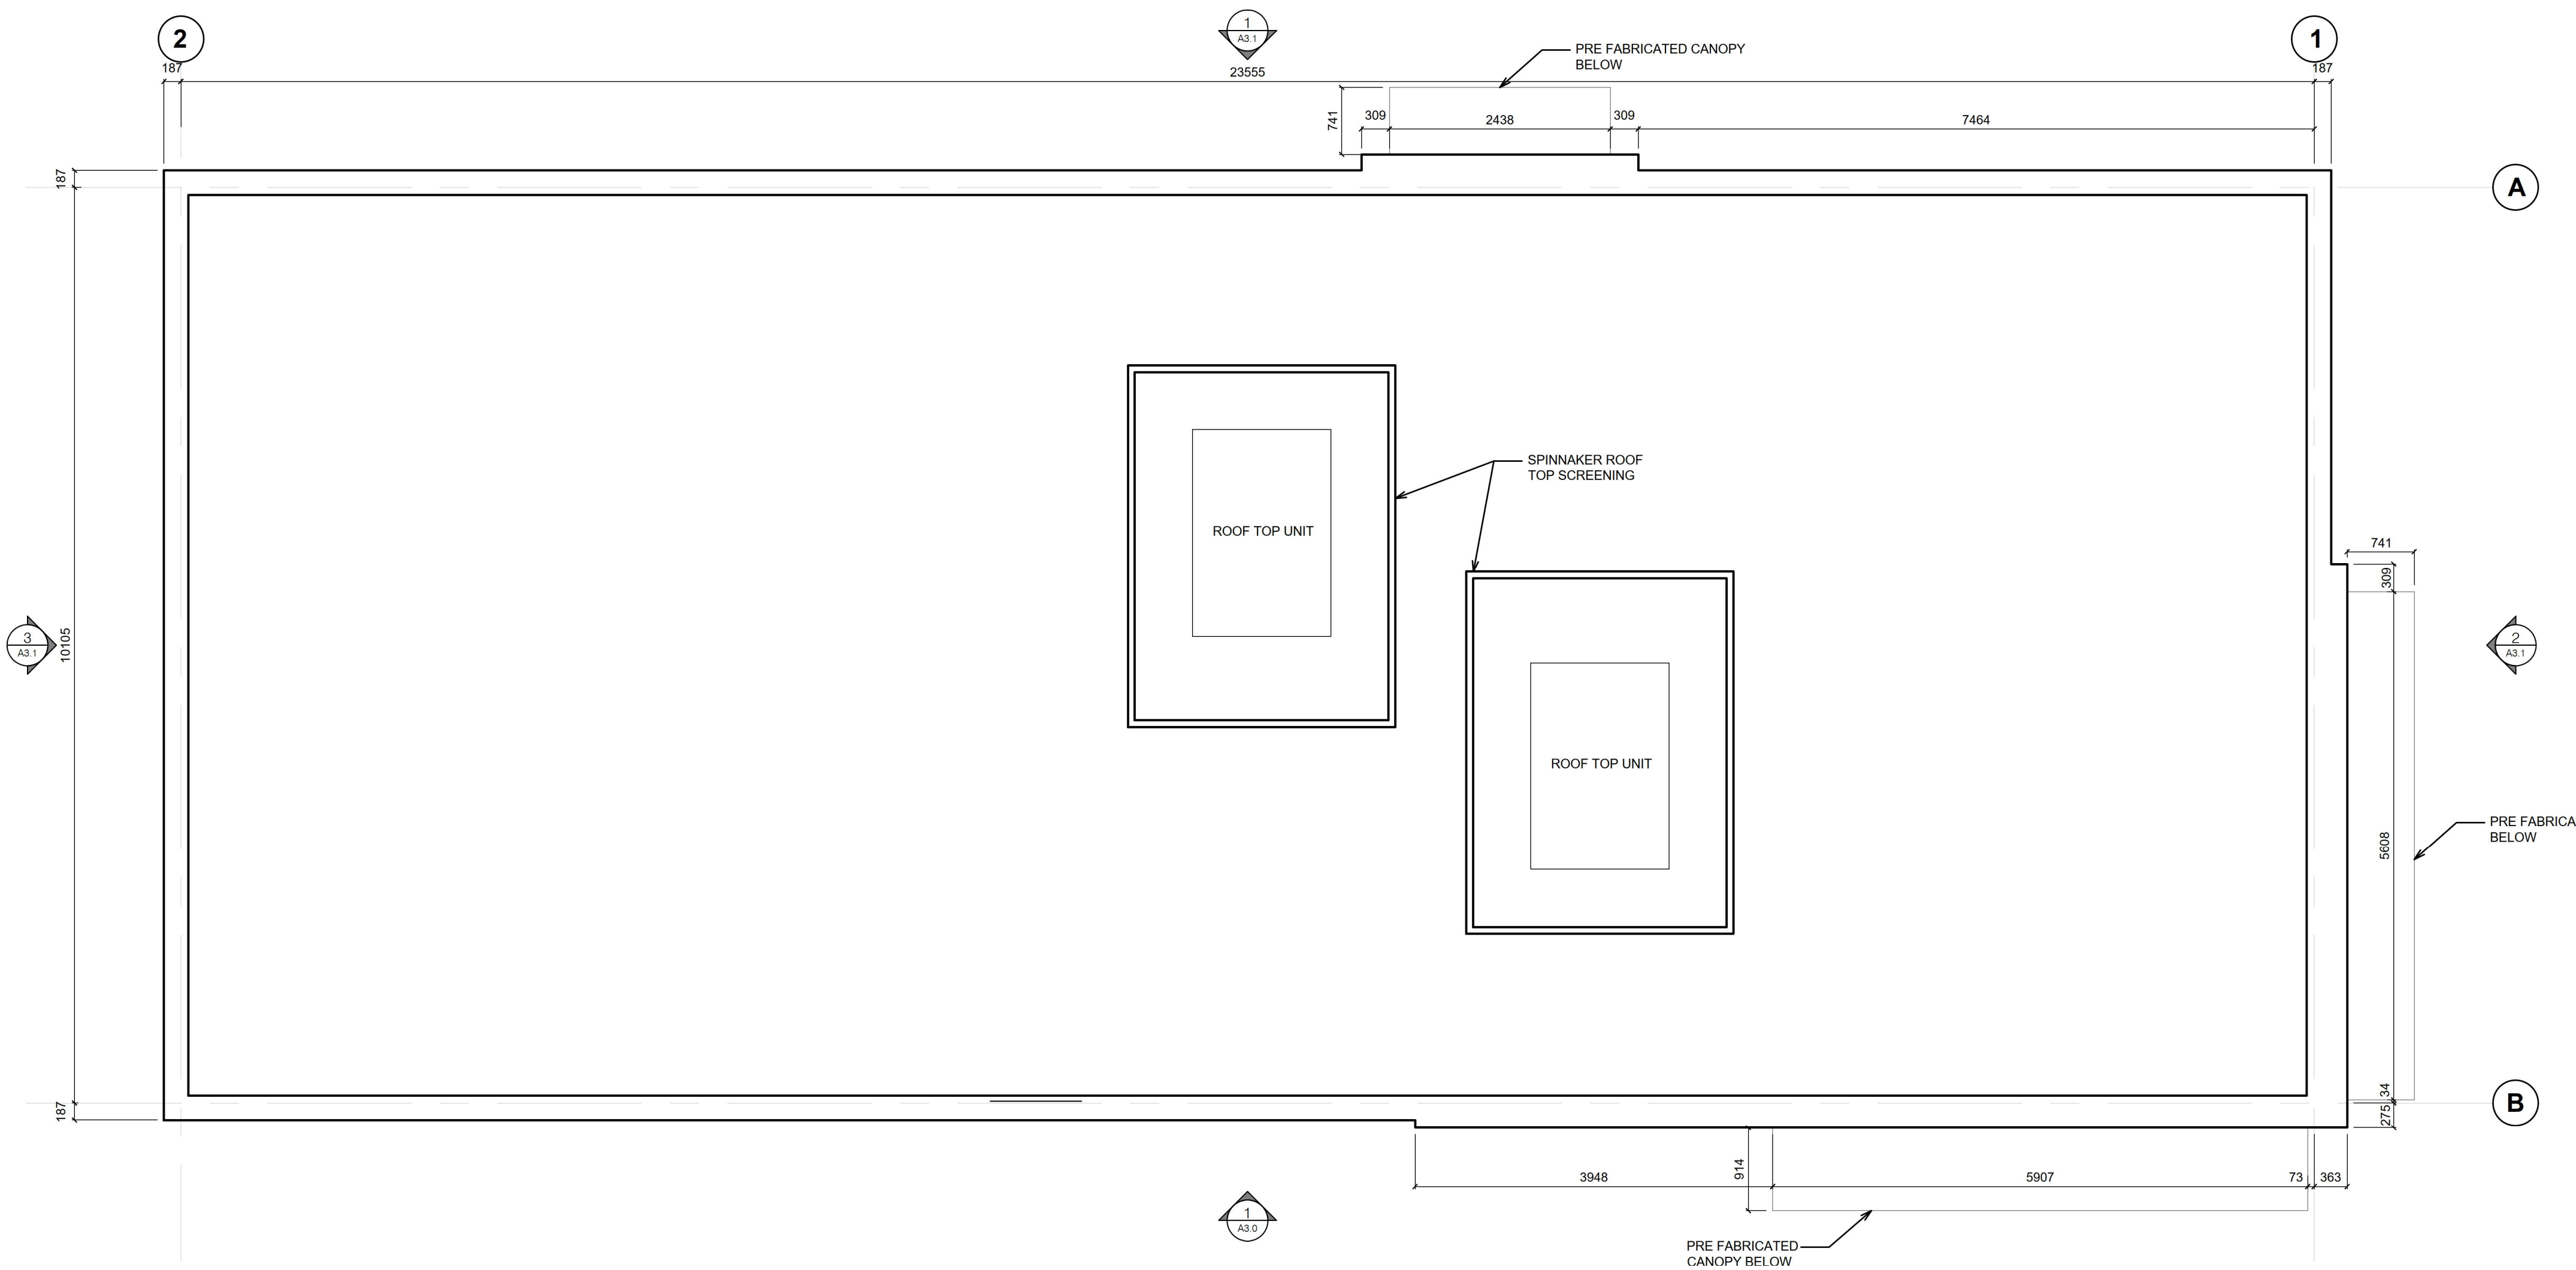 2
1
A3.1
1
187
23555
187
PRE FABRICATED CANOPY
BELOW
741
309
2438
309
7464
187
A
SPINNAKER ROOF
TOP SCREENING
ROOF TOP UNIT
741
309
3
A3.1
10105
2
A3.1
ROOF TOP UNIT
PRE FABRICA
BELOW
5608
34
275
187
B
914
3948
5907
73
363
1
A3.0
PRE FABRICATED
CANOPY BELOW